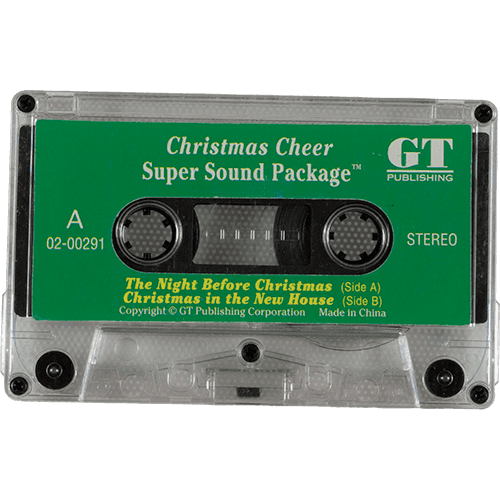 Christmas Cheer
Super Sound Package™
GT
PUBLISHING
A
02-00291
STEREO
The Night Before Christmas (Side A)
Christmas in the New House (Side B)
Copyright © GT Publishing Corporation Made in China